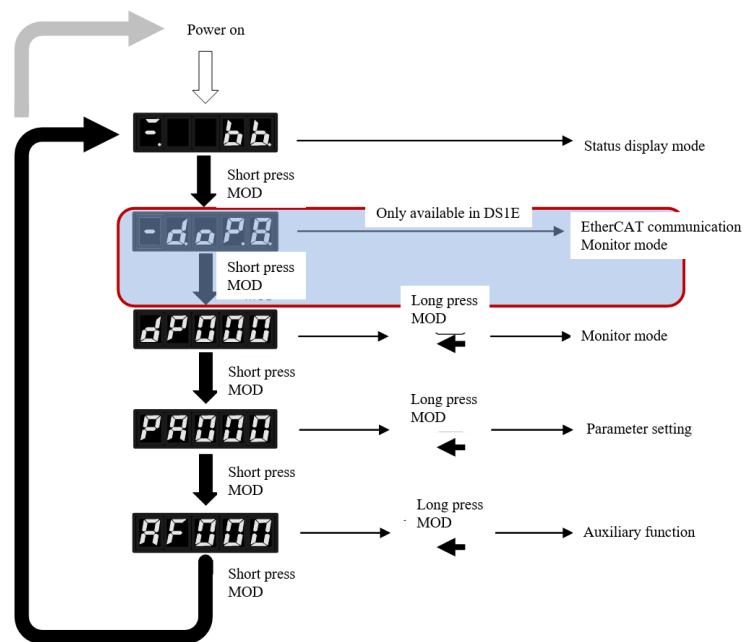 Power on
bb.
Status display mode
Short press
MOD
Only available in DS1E
-d.oP.8.
EtherCAT communication
Monitor mode
Short press
MOD
Long press
MOD
dP000
Monitor mode
Short press
MOD
Long press
MOD
PA000
Parameter setting
Short press
MOD
Long press
MOD
AF000
Auxiliary function
Short press
MOD